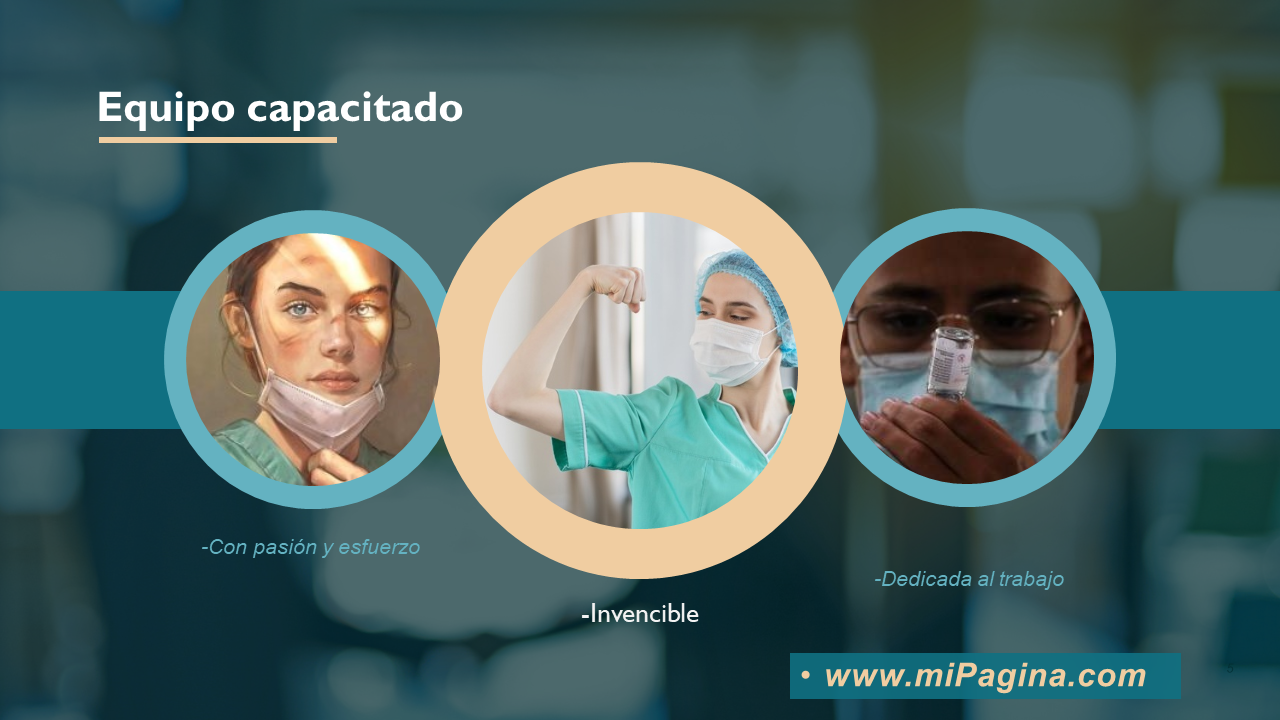 Equipo capacitado
-Con pasión y esfuerzo
-Invencible
-Dedicada al trabajo
• www.miPagina.com